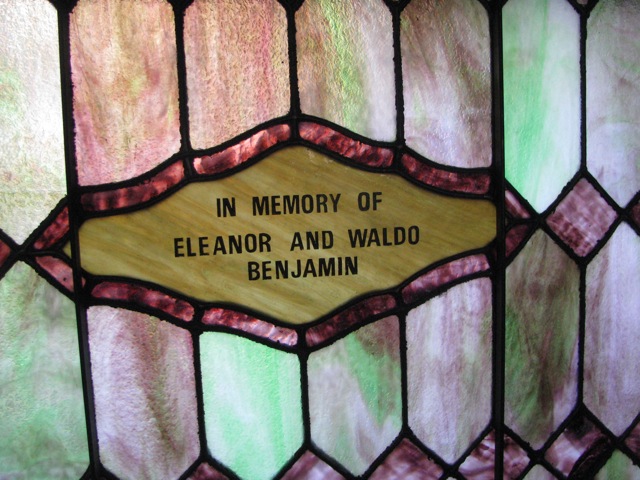 IN MEMORY OF
ELEANOR AND WALDO
BENJAMIN